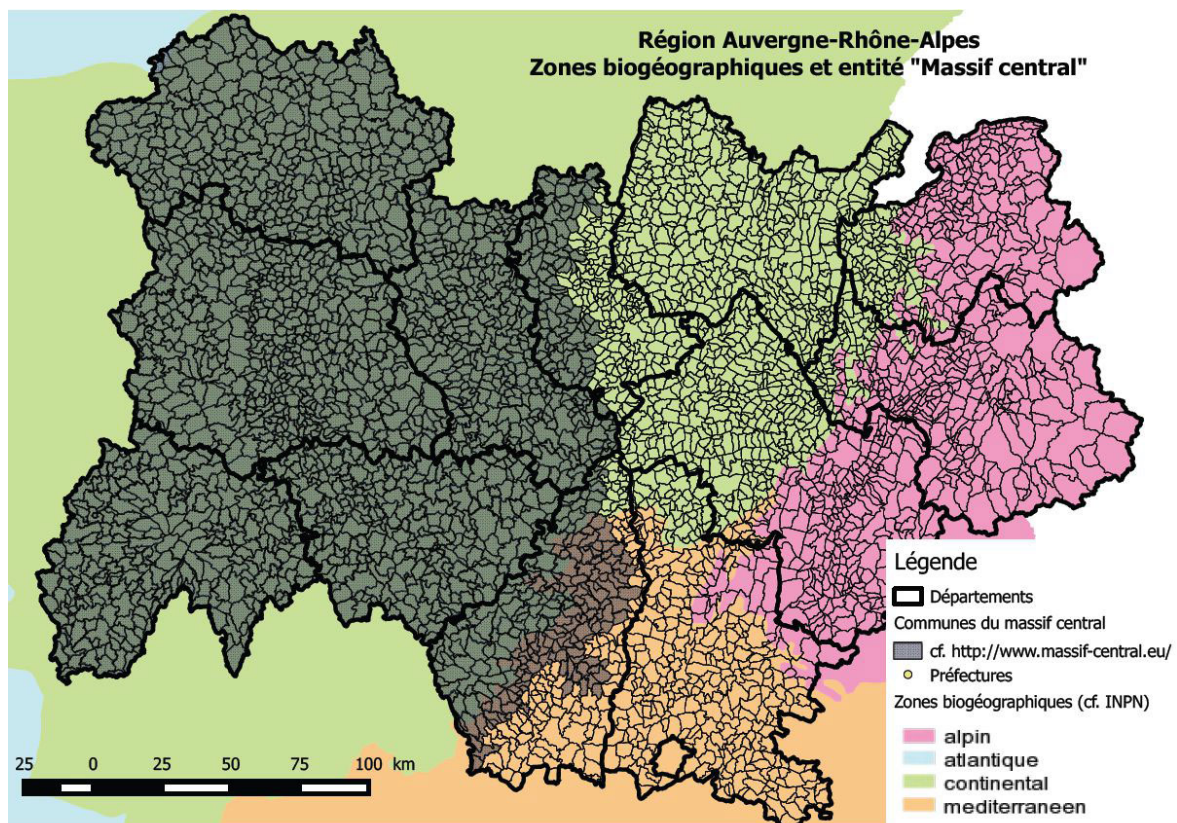 Région Auvergne-Rhône-Alpes
Zones biogéographiques et entité "Massif central"
Légende
Départements
Communes du massif central
cf. http://www.massif-central.eu/
Préfectures
Zones biogéographiques (cf. INPN)
alpin
atlantique
continental
mediterraneen
25 0 25 50 75 100 km